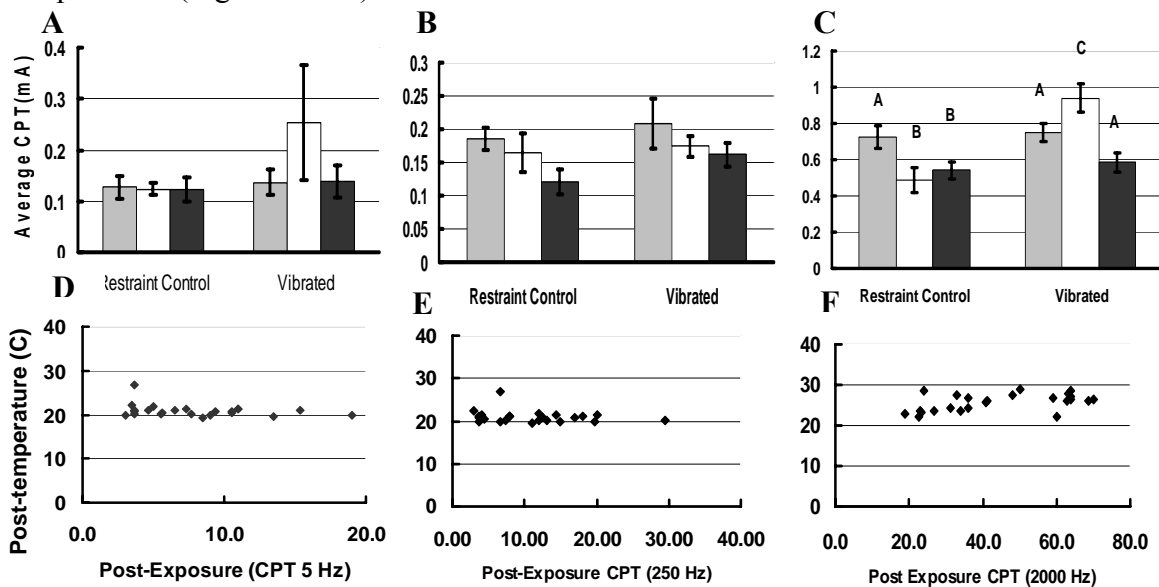 A
B
C
Average CPT(mA)
0.4
0.3
0.2
0.1
0
Restraint Control Vibrated
0.3
0.25
0.2
0.15
0.1
0.05
0.00
Restraint Control Vibrated
1.2
1
0.8
0.6
0.4
0.2
0
A
B
B
A
C
A
Restraint Control Vibrated
D
E
F
Post-temperature (C)
40
30
20
10
0
0.0 10.0 20.0
Post-Exposure (CPT 5 Hz)
40
30
20
10
0
0.00 10.00 20.00 30.00 40.00
Post-Exposure CPT (250 Hz)
40
30
20
10
0
0.0 20.0 40.0 60.0 80.0
Post Exposure CPT (2000 Hz)